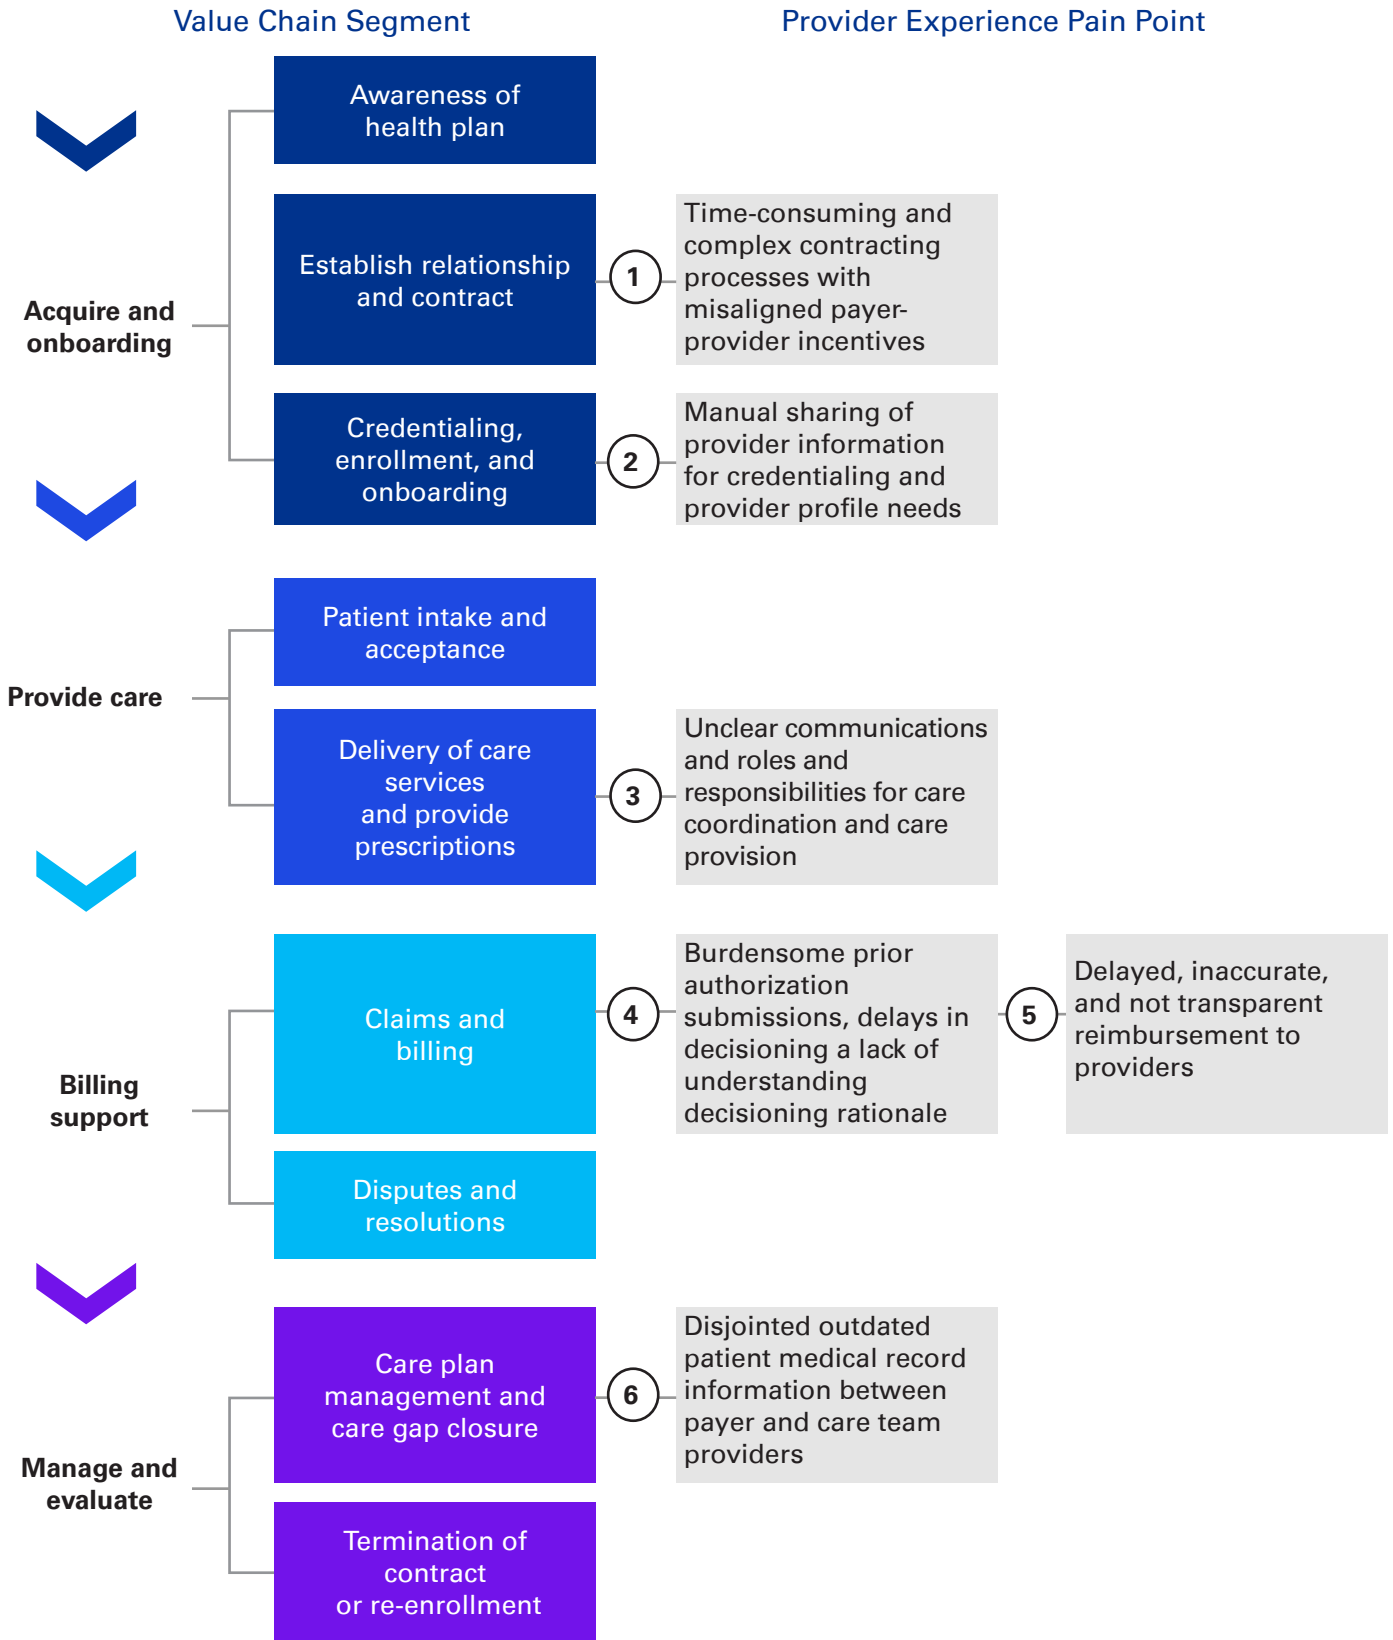 Value Chain Segment
Provider Experience Pain Point
Acquire and
onboarding
Awareness of
health plan
Establish relationship
and contract
1
Time-consuming and
complex contracting
processes with
misaligned payer-
provider incentives
Credentialing,
enrollment, and
onboarding
2
Manual sharing of
provider information
for credentialing and
provider profile needs
Provide care
Patient intake and
acceptance
Delivery of care
services
and provide
prescriptions
3
Unclear communications
and roles and
responsibilities for care
coordination and care
provision
Billing
support
Claims and
billing
4
Burdensome prior
authorization
submissions, delays in
decisioning a lack of
understanding
decisioning rationale
5
Delayed, inaccurate,
and not transparent
reimbursement to
providers
Disputes and
resolutions
Manage and
evaluate
Care plan
management and
care gap closure
6
Disjointed outdated
patient medical record
information between
payer and care team
providers
Termination of
contract
or re-enrollment